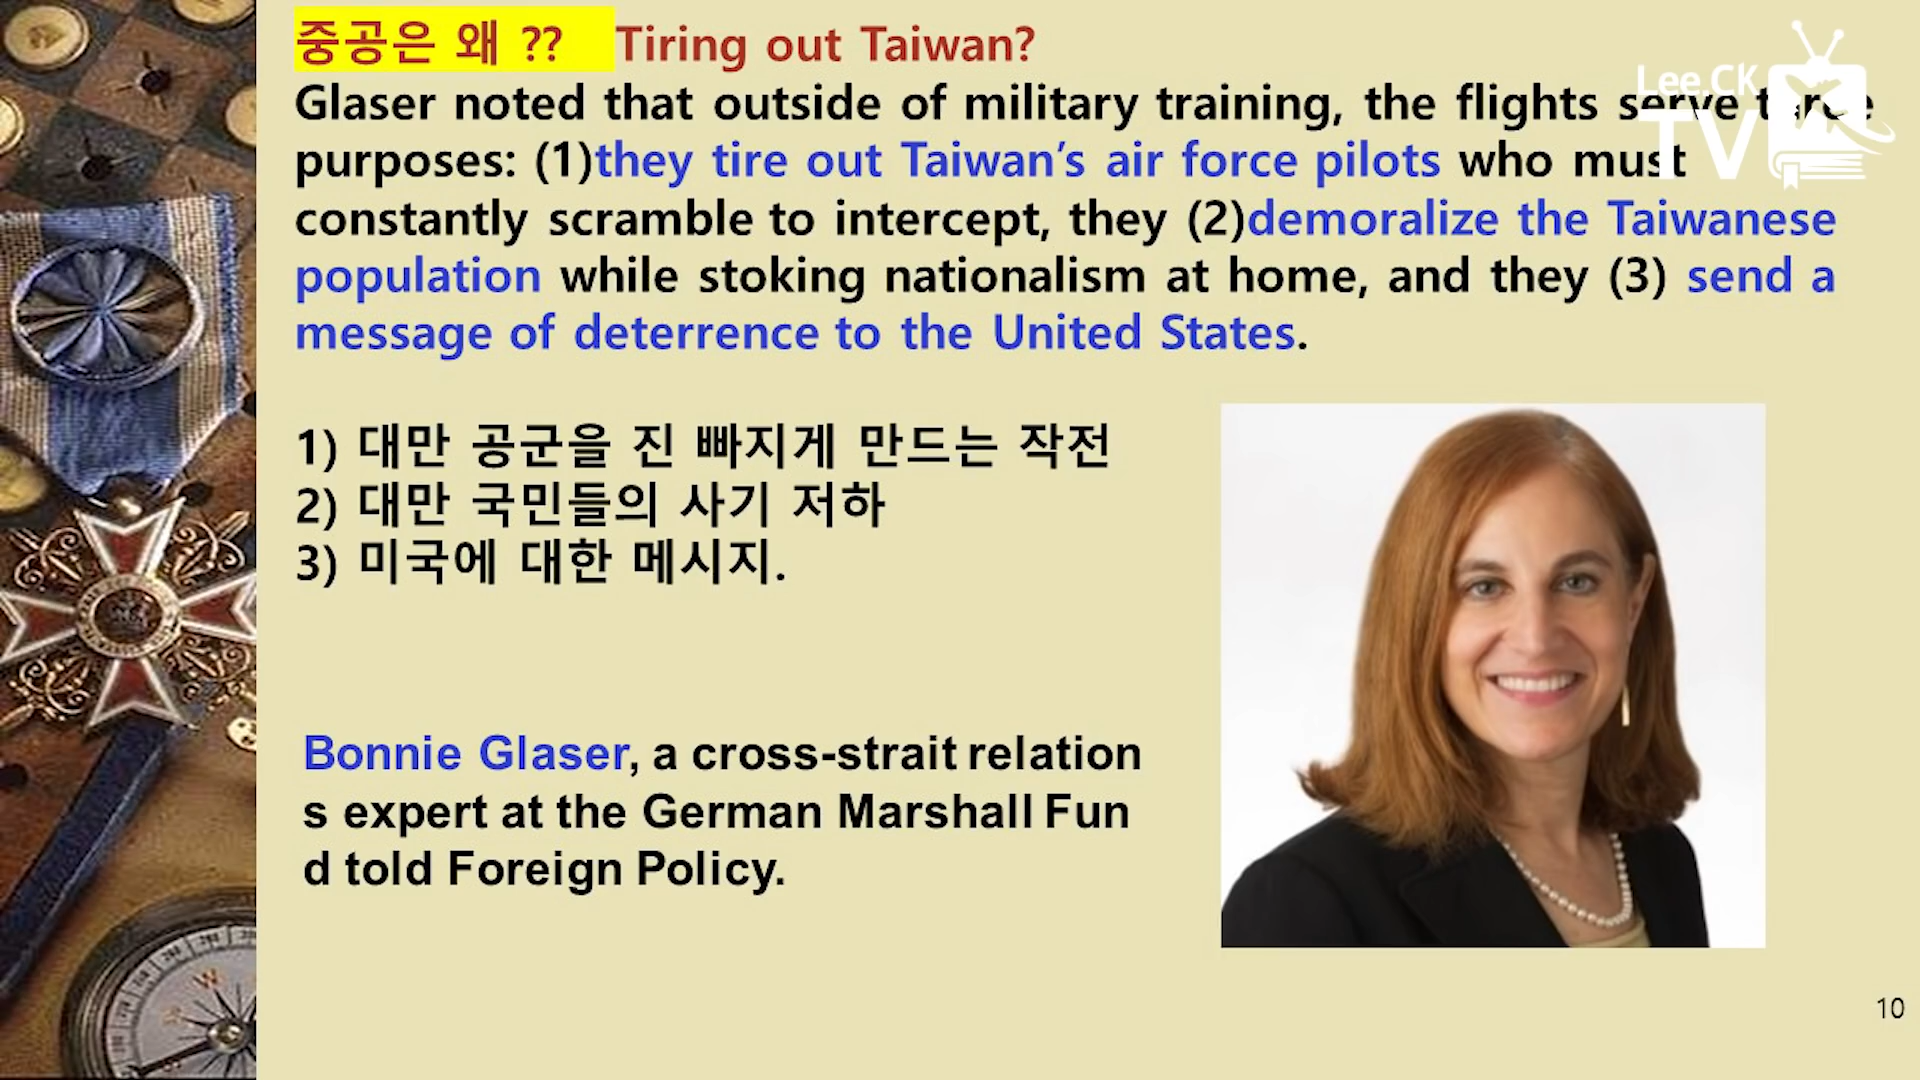 중공은 왜 ?? Tiring out Taiwan?
Lee.CK
TV
Glaser noted that outside of military training, the flights serve three
purposes: (1)they tire out Taiwan’s air force pilots who must
constantly scramble to intercept, they (2)demoralize the Taiwanese
population while stoking nationalism at home, and they (3) send a
message of deterrence to the United States.
1) 대만 공군을 진 빠지게 만드는 작전
2) 대만 국민들의 사기 저하
3) 미국에 대한 메시지.
Bonnie Glaser, a cross-strait relation
s expert at the German Marshall Fun
d told Foreign Policy.
10